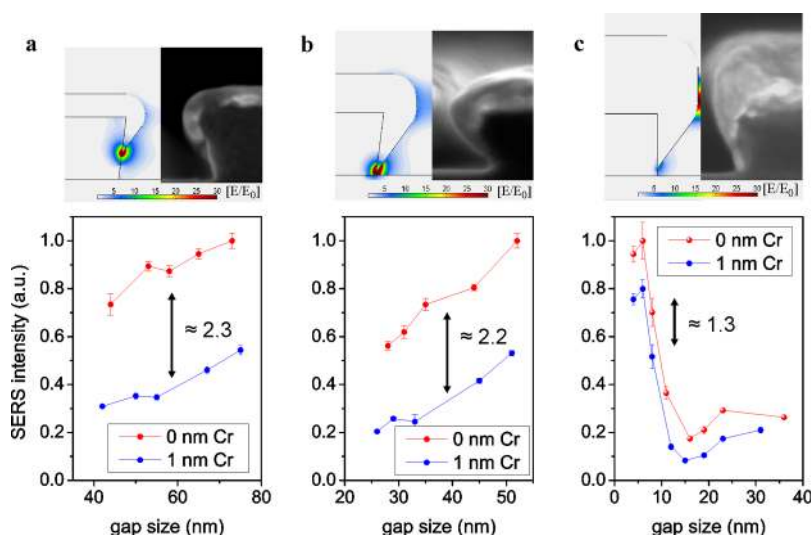 a
b
c
[E/E0]
5 10 15 20 25 30
[E/E0]
5 10 15 20 25 30
[E/E0]
5 10 15 20 25 30
SERS intensity (a.u.)
1.0
0.8
0.6
0.4
0.2
0.0
≈ 2.3
0 nm Cr
1 nm Cr
40 60 80
gap size (nm)
1.0
0.8
0.6
0.4
0.2
0.0
≈ 2.2
0 nm Cr
1 nm Cr
20 30 40 50
gap size (nm)
1.0
0.8
0.6
0.4
0.2
0.0
0 nm Cr
1 nm Cr
≈ 1.3
0 10 20 30 40
gap size (nm)